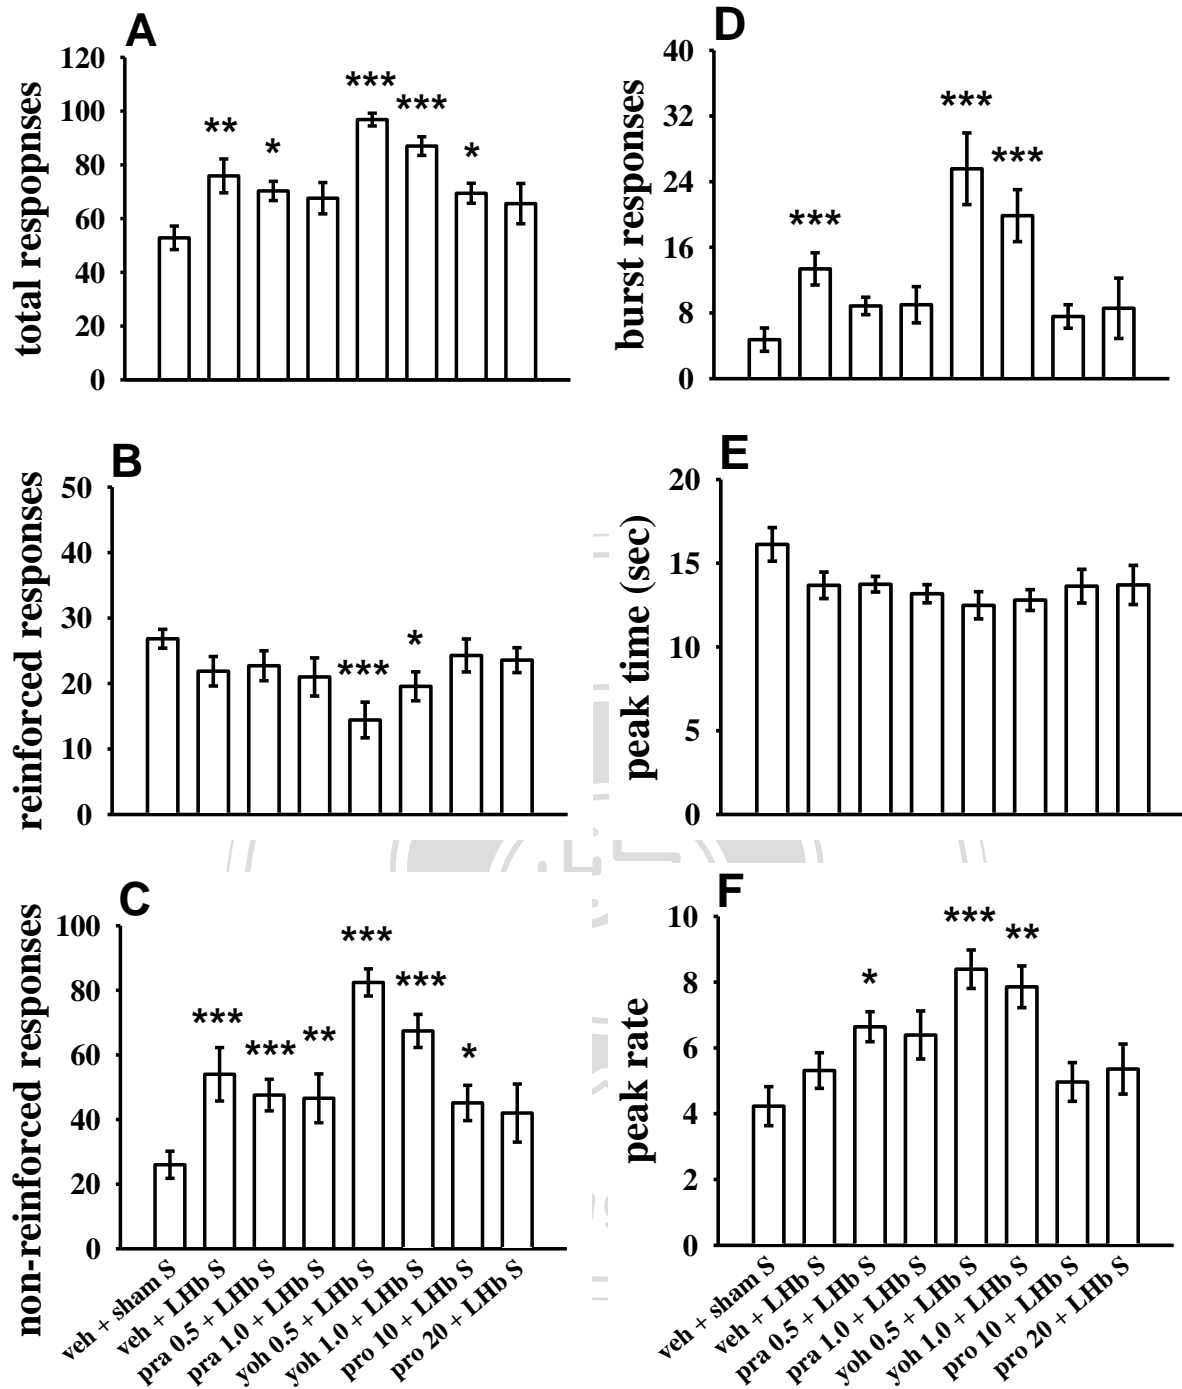 A
total respopnses
120
100
80
60
40
20
0
**
*
***
***
*
D
burst responses
40
32
24
16
8
0
***
***
***
B
reinforced responses
50
40
30
20
10
0
***
*
E
peak time (sec)
20
15
10
5
0
C
non-reinforced responses
100
80
60
40
20
0
***
***
**
***
***
*
veh + sham S
veh + LHb S
pra 0.5 + LHb S
pra 1.0 + LHb S
yoh 0.5 + LHb S
yoh 1.0 + LHb S
pro 10 + LHb S
pro 20 + LHb S
F
peak rate
10
8
6
4
2
0
*
***
**
veh + sham S
veh + LHb S
pra 0.5 + LHb S
pra 1.0 + LHb S
yoh 0.5 + LHb S
yoh 1.0 + LHb S
pro 10 + LHb S
pro 20 + LHb S